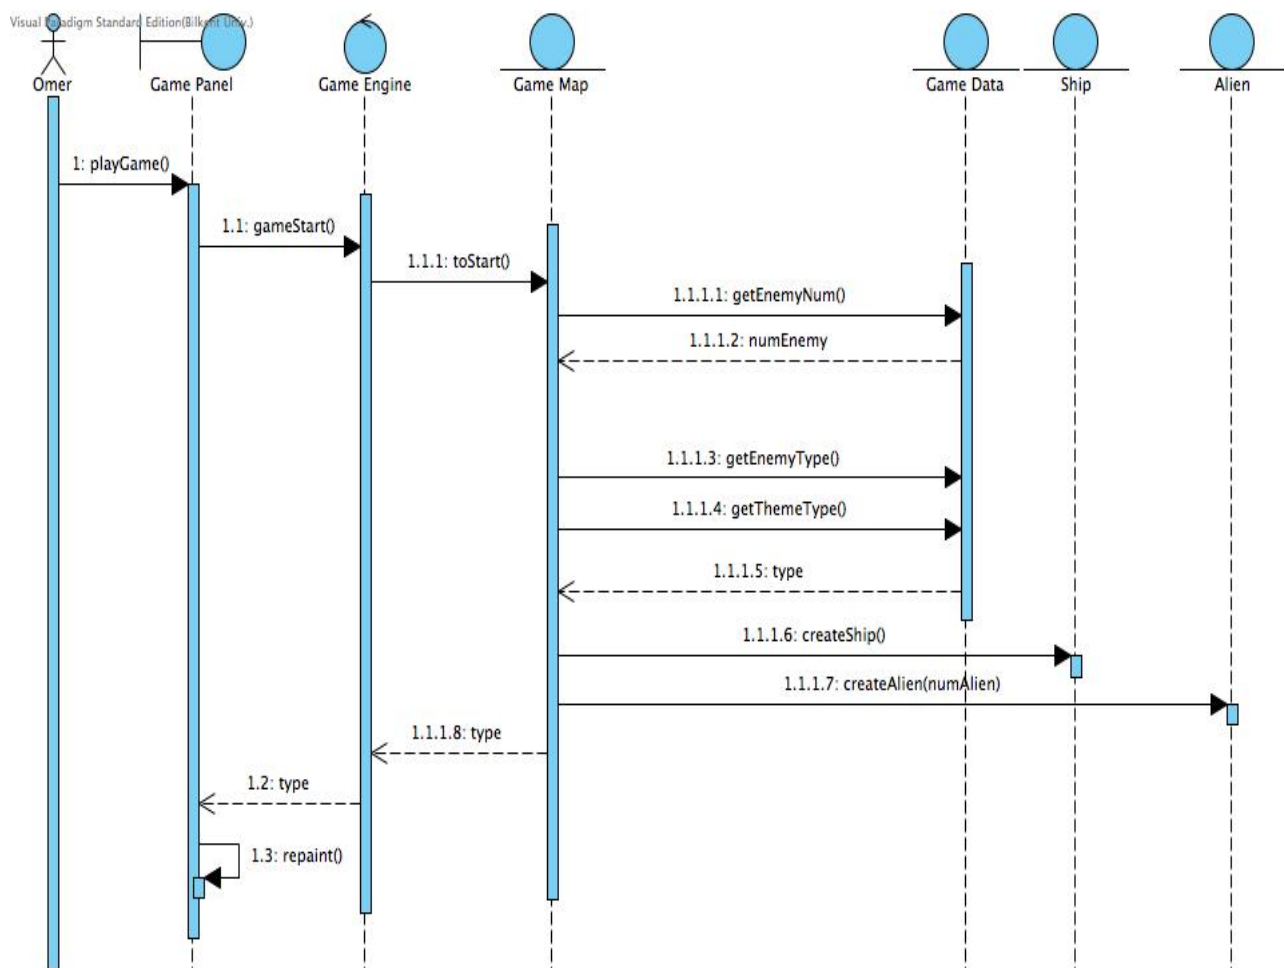 Visual Paradigm Standard Edition(Bilkent Univ.)
Omer
Game Panel
Game Engine
Game Map
Game Data
Ship
Alien
1: playGame()
1.1: gameStart()
1.1.1: toStart()
1.1.1.1: getEnemyNum()
1.1.1.2: numEnemy
1.1.1.3: getEnemyType()
1.1.1.4: getThemeType()
1.1.1.5: type
1.1.1.6: createShip()
1.1.1.7: createAlien(numAlien)
1.1.1.8: type
1.2: type
1.3: repaint()